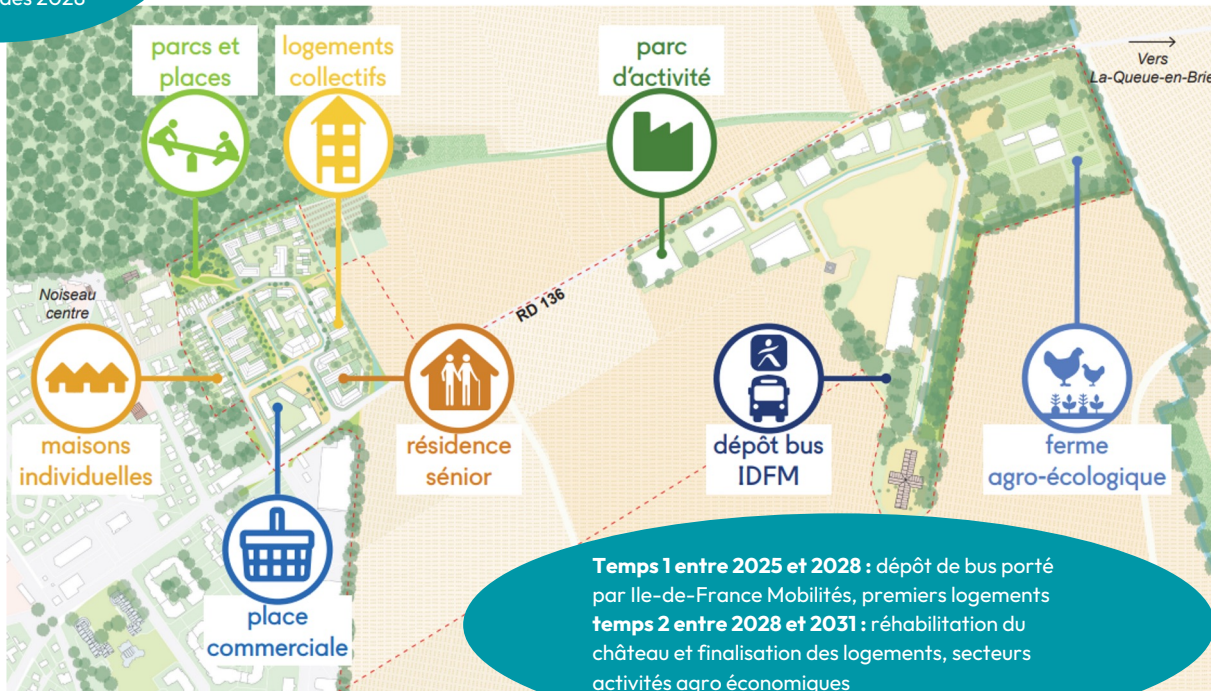 dès 2026
parcs et
places
logements
collectifs
parc
d'activité
Vers
La-Queue-en-Brie
Noiseau
centre
RD 136
maisons
individuelles
résidence
sénior
dépôt bus
IDFM
ferme
agro-écologique
place
commerciale
Temps 1 entre 2025 et 2028 : dépôt de bus porté
par Ile-de-France Mobilités, premiers logements
temps 2 entre 2028 et 2031 : réhabilitation du
château et finalisation des logements, secteurs
activités agro économiques